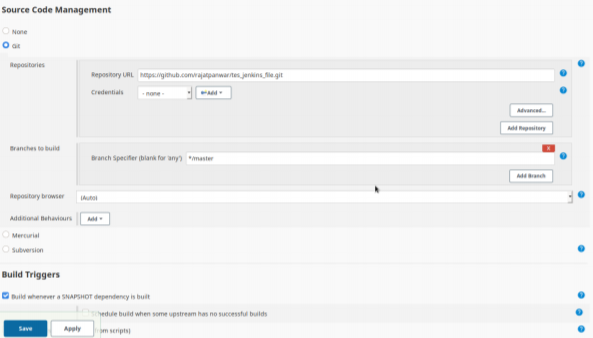 Source Code Management
None
Git
Repositories
Repository URL https://github.com/rajatpanwar/tes_jenkins_file.git
Credentials - none - Add
Advanced...
Add Repository
Branches to build X
Branch Specifier (blank for 'any') */master
Add Branch
Repository browser (Auto)
Additional Behaviours Add
Mercurial
Subversion
Build Triggers
Build whenever a SNAPSHOT dependency is built
hedule build when some upstream has no successful builds
Save Apply om scripts)